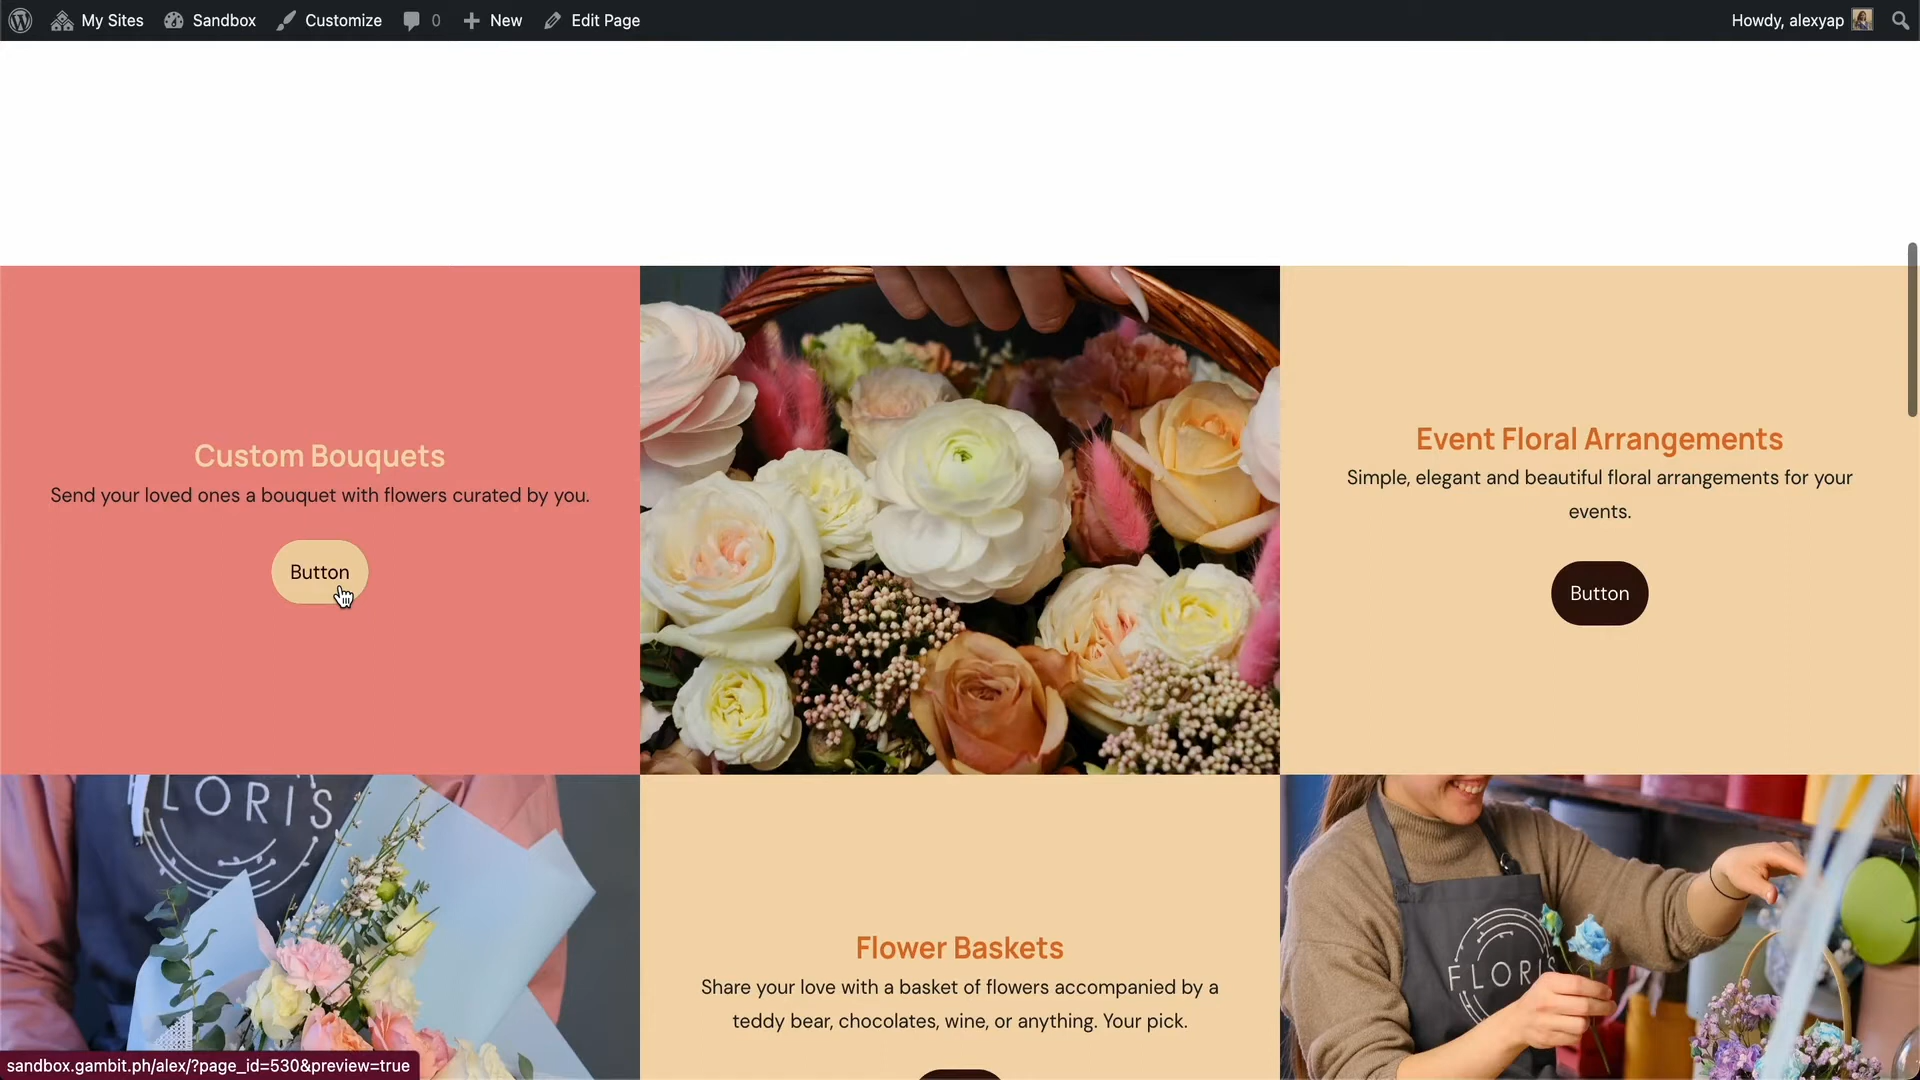 My Sites
Sandbox
Customize
0
New
Edit Page
Howdy, alexyap
Custom Bouquets
Send your loved ones a bouquet with flowers curated by you.
Button
Event Floral Arrangements
Simple, elegant and beautiful floral arrangements for your
events.
Button
LORIS
Flower Baskets
Share your love with a basket of flowers accompanied by a
teddy bear, chocolates, wine, or anything. Your pick.
FLORI
sandbox.gambit.ph/alex/?page_id=530&preview=true